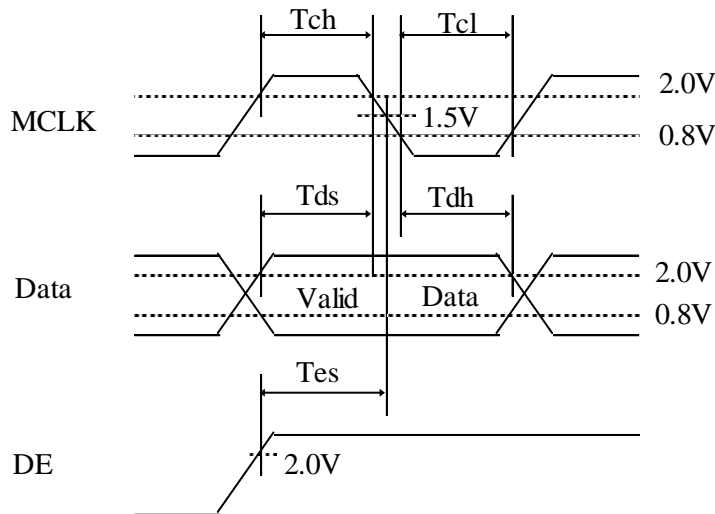 Tch Tcl
2.0V
MCLK
1.5V
0.8V
Tds Tdh
2.0V
Data
Valid Data
0.8V
Tes
DE
2.0V